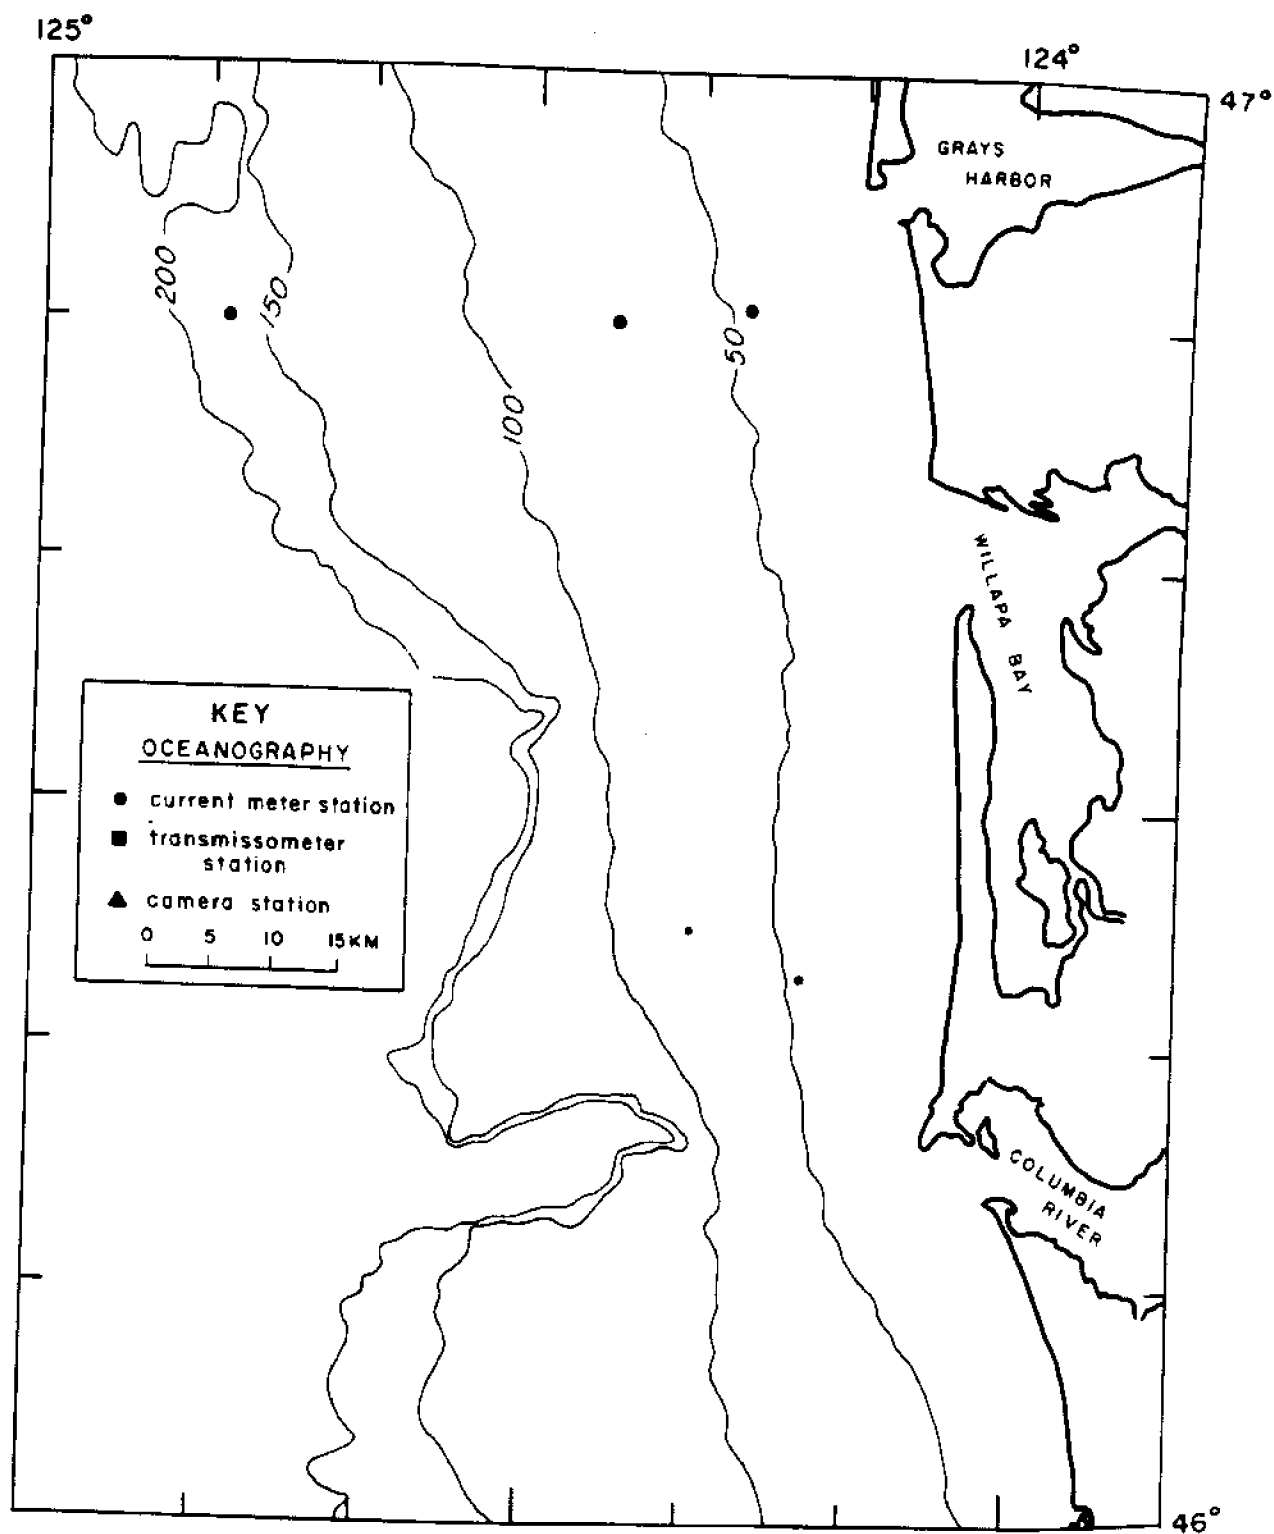 125°
124°
47°
GRAYS
HARBOR
200
150
50
100
WILLAPA BAY
KEY
OCEANOGRAPHY
current meter station
transmissometer
station
camera station
0 5 10 15KM
COLUMBIA
RIVER
46°